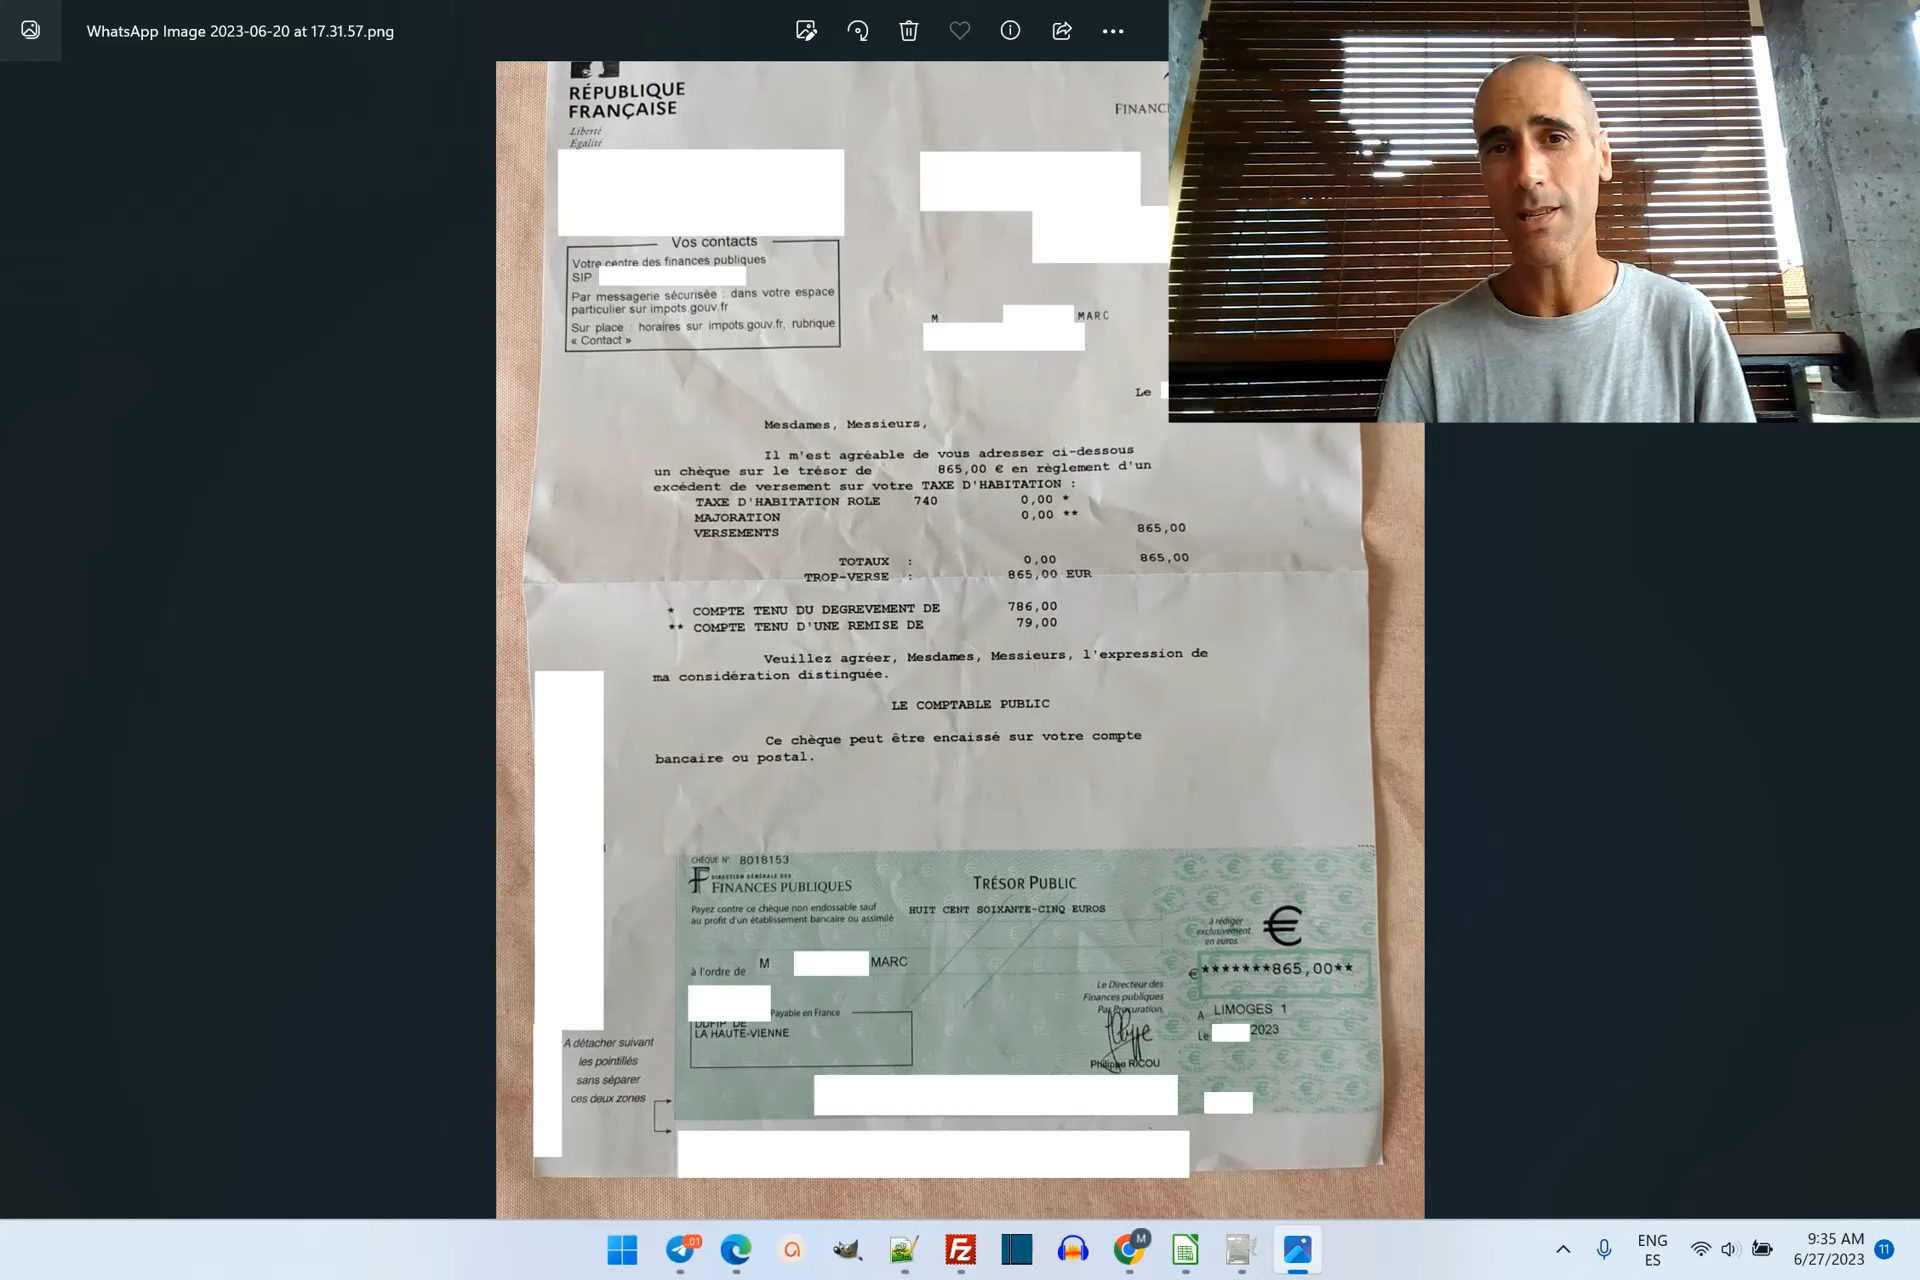 WhatsApp Image 2023-06-20 at 17.31.57.png
RÉPUBLIQUE
FRANÇAISE
Liberté
Égalité
FINANC
Vos contacts
Votre centre des finances publiques
SIP
Par messagerie sécurisée : dans votre espace
particulier sur impots.gouv.fr
Sur place : horaires sur impots.gouv.fr, rubrique
« Contact »
M MARC
Le
Mesdames, Messieurs,
Il m'est agréable de vous adresser ci-dessous
un chèque sur le trésor de 865,00 € en règlement d'un
excédent de versement sur votre TAXE D'HABITATION :
TAXE D'HABITATION ROLE 740 0,00 *
MAJORATION 0,00 **
VERSEMENTS 865,00
TOTAUX : 0,00 865,00
TROP-VERSE : 865,00 EUR
* COMPTE TENU DU DEGREVEMENT DE 786,00
** COMPTE TENU D'UNE REMISE DE 79,00
Veuillez agréer, Mesdames, Messieurs, l'expression de
ma considération distinguée.
LE COMPTABLE PUBLIC
Ce chèque peut être encaissé sur votre compte
bancaire ou postal.
CHÈQUE N° 8018153
DIRECTION GÉNÉRALE DES
FINANCES PUBLIQUES
TRÉSOR PUBLIC
Payez contre ce chèque non endossable sauf
au profit d'un établissement bancaire ou assimilé
HUIT CENT SOIXANTE-CINQ EUROS
à rédiger
exclusivement
en euros
€
à l'ordre de M MARC
€ *******865,00**
Payable en France
DDFIP DE
LA HAUTE-VIENNE
Le Directeur des
Finances publiques
Par Procuration,
Philippe RICOU
A LIMOGES 1
Le 2023
A détacher suivant
les pointillés
sans séparer
ces deux zones
.01
M
ENG
ES
9:35 AM
6/27/2023
11